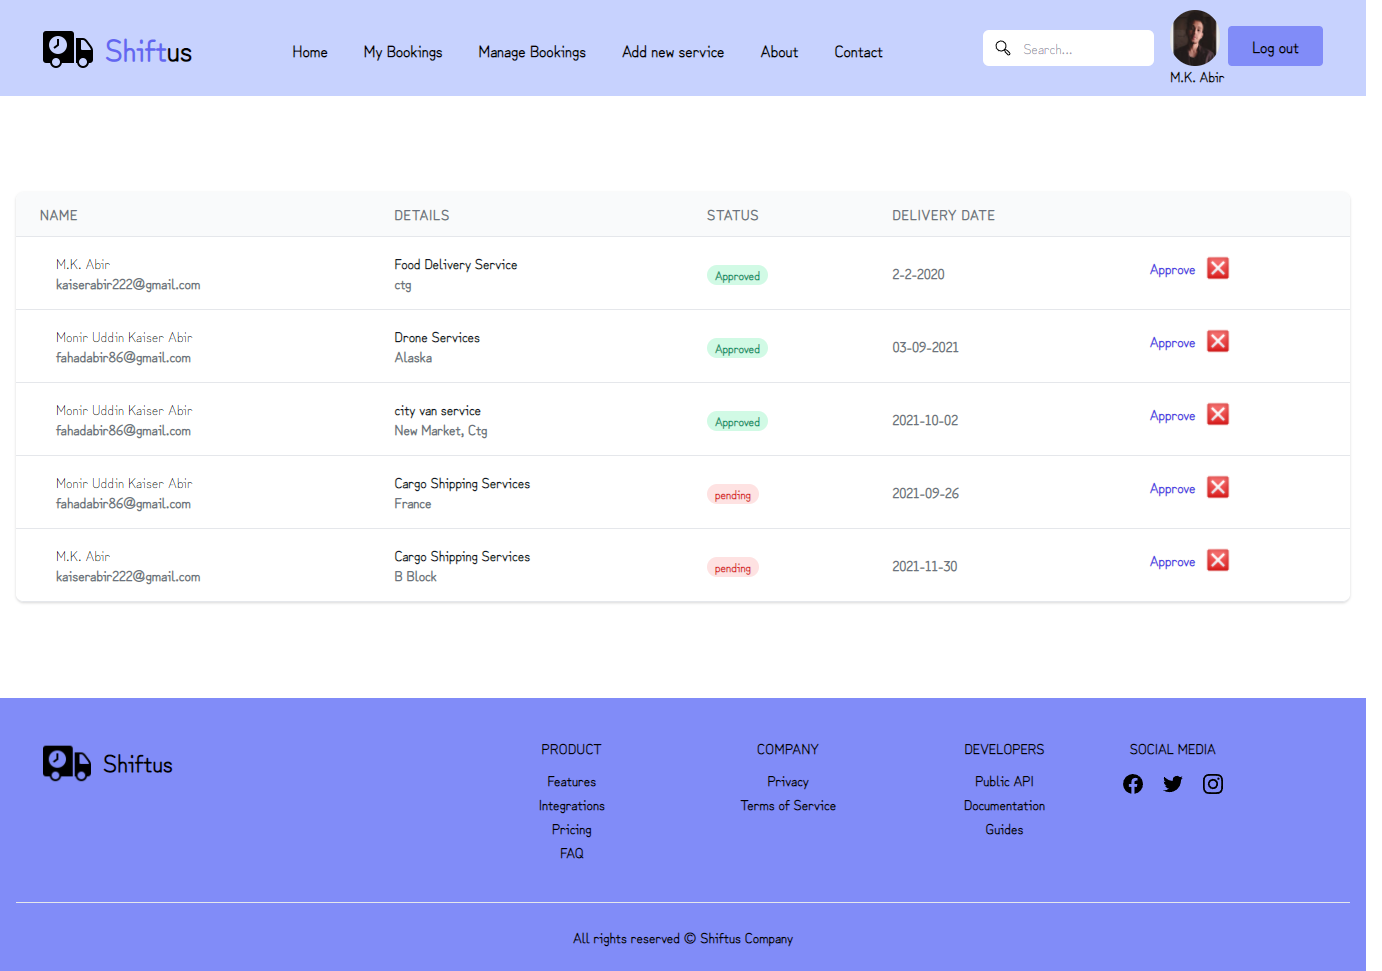 Shiftus
Home My Bookings Manage Bookings Add new service About Contact
Search...
M.K. Abir
Log out
NAME DETAILS STATUS DELIVERY DATE
M.K. Abir
kaiserabir222@gmail.com
Food Delivery Service
ctg
Approved
2-2-2020
Approve
Monir Uddin Kaiser Abir
fahadabir86@gmail.com
Drone Services
Alaska
Approved
03-09-2021
Approve
Monir Uddin Kaiser Abir
fahadabir86@gmail.com
city van service
New Market, Ctg
Approved
2021-10-02
Approve
Monir Uddin Kaiser Abir
fahadabir86@gmail.com
Cargo Shipping Services
France
pending
2021-09-26
Approve
M.K. Abir
kaiserabir222@gmail.com
Cargo Shipping Services
B Block
pending
2021-11-30
Approve
Shiftus
PRODUCT
Features
Integrations
Pricing
FAQ
COMPANY
Privacy
Terms of Service
DEVELOPERS
Public API
Documentation
Guides
SOCIAL MEDIA
All rights reserved © Shiftus Company